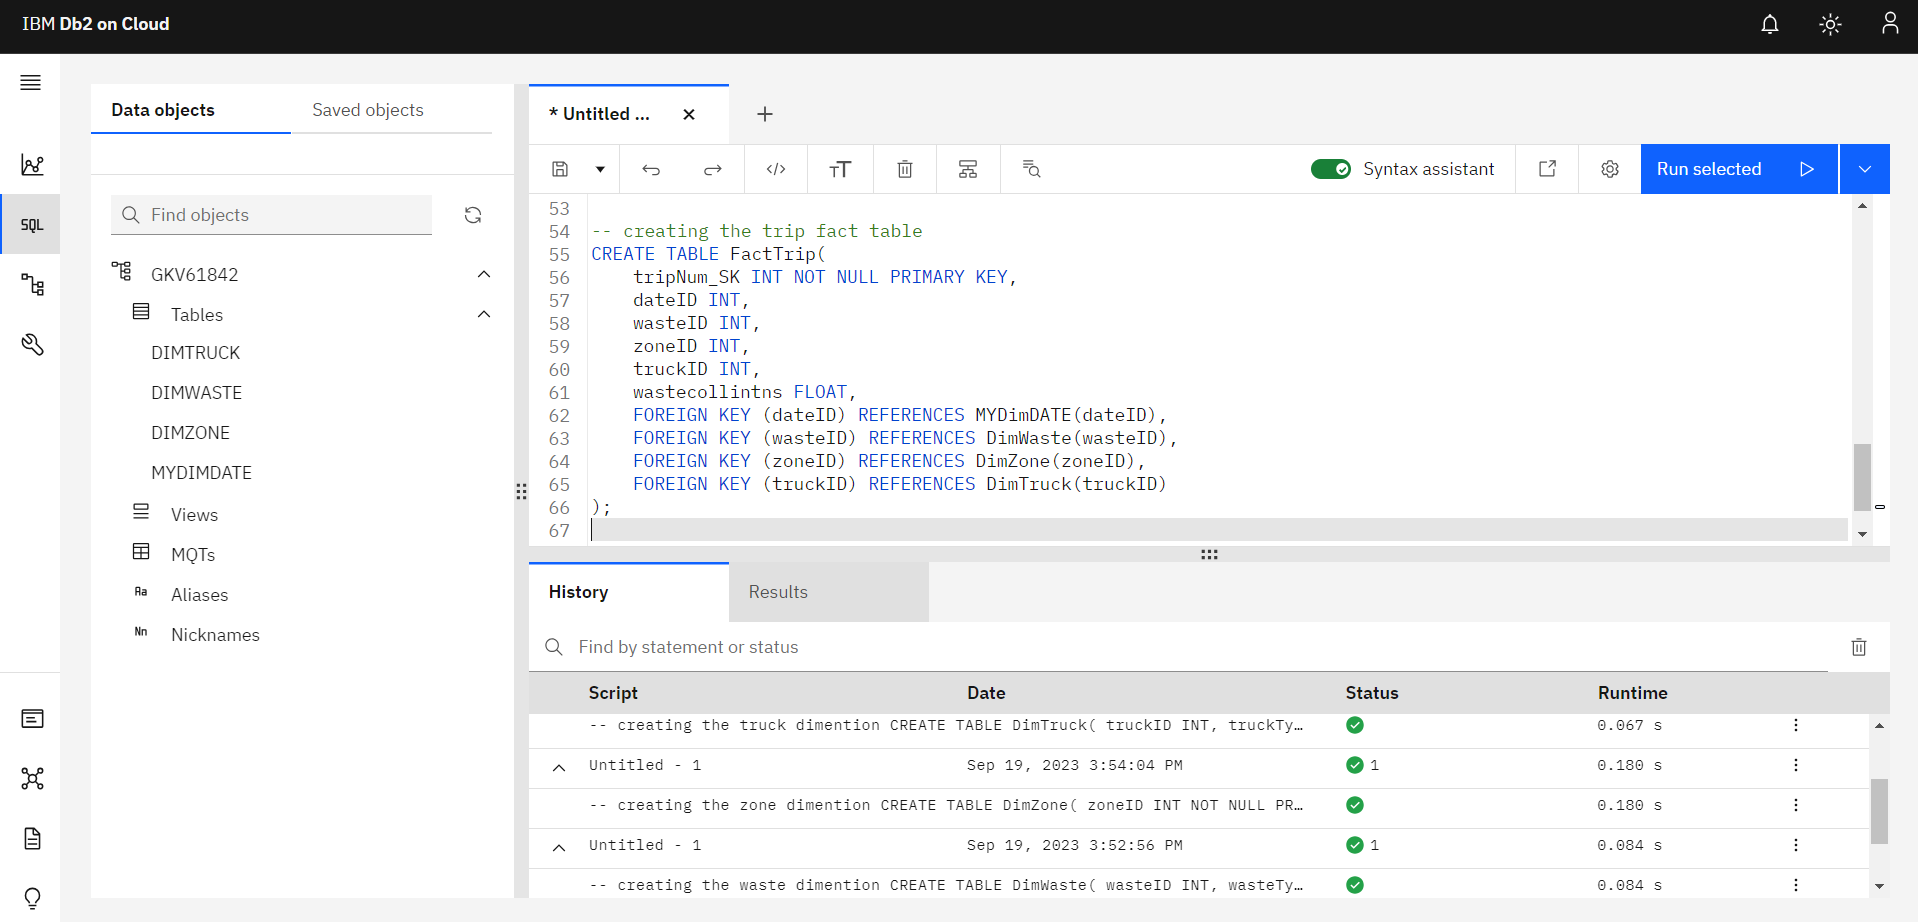 IBM Db2 on Cloud
Data objects
Saved objects
Find objects
GKV61842
Tables
DIMTRUCK
DIMWASTE
DIMZONE
MYDIMDATE
Views
MQTs
Aa Aliases
Nn Nicknames
SQL
* Untitled ...
</>
TT
Syntax assistant
Run selected
53
54 -- creating the trip fact table
55 CREATE TABLE FactTrip(
56 tripNum_SK INT NOT NULL PRIMARY KEY,
57 dateID INT,
58 wasteID INT,
59 zoneID INT,
60 truckID INT,
61 wastecollintns FLOAT,
62 FOREIGN KEY (dateID) REFERENCES MYDimDATE(dateID),
63 FOREIGN KEY (wasteID) REFERENCES DimWaste(wasteID),
64 FOREIGN KEY (zoneID) REFERENCES DimZone(zoneID),
65 FOREIGN KEY (truckID) REFERENCES DimTruck(truckID)
66 );
67
History
Results
Find by statement or status
Script Date Status Runtime
-- creating the truck dimention CREATE TABLE DimTruck( truckID INT, truckTy... 0.067 s
Untitled - 1 Sep 19, 2023 3:54:04 PM 1 0.180 s
-- creating the zone dimention CREATE TABLE DimZone( zoneID INT NOT NULL PR... 0.180 s
Untitled - 1 Sep 19, 2023 3:52:56 PM 1 0.084 s
-- creating the waste dimention CREATE TABLE DimWaste( wasteID INT, wasteTy... 0.084 s